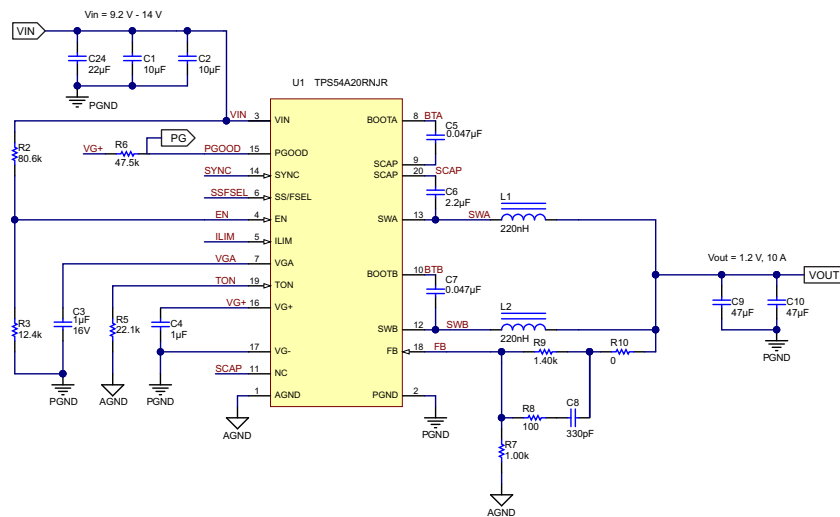 Vin = 9.2 V - 14 V
VIN
C24
22µF
C1
10µF
C2
10µF
PGND
U1 TPS54A20RNJR
VIN
3
VIN
BOOTA
8
BTA
C5
0.047µF
R2
80.6k
VG+
R6
47.5k
PG
PGOOD
15
PGOOD
SCAP
9
SYNC
14
SYNC
SCAP
20
SCAP
C6
2.2µF
L1
220nH
SSFSEL
6
SS/FSEL
EN
4
EN
SWA
13
SWA
ILIM
5
ILIM
VGA
7
VGA
TON
19
TON
BOOTB
10
BTB
C7
0.047µF
Vout = 1.2 V, 10 A
VOUT
C9
47µF
C10
47µF
PGND
VG+
16
VG+
C3
1µF
16V
R5
22.1k
C4
1µF
R3
12.4k
L2
220nH
SWB
12
SWB
FB
18
FB
R9
1.40k
R10
0
17
VG-
SCAP
11
NC
1
AGND
PGND
2
PGND
AGND
PGND
AGND
PGND
R8
100
C8
330pF
R7
1.00k
AGND